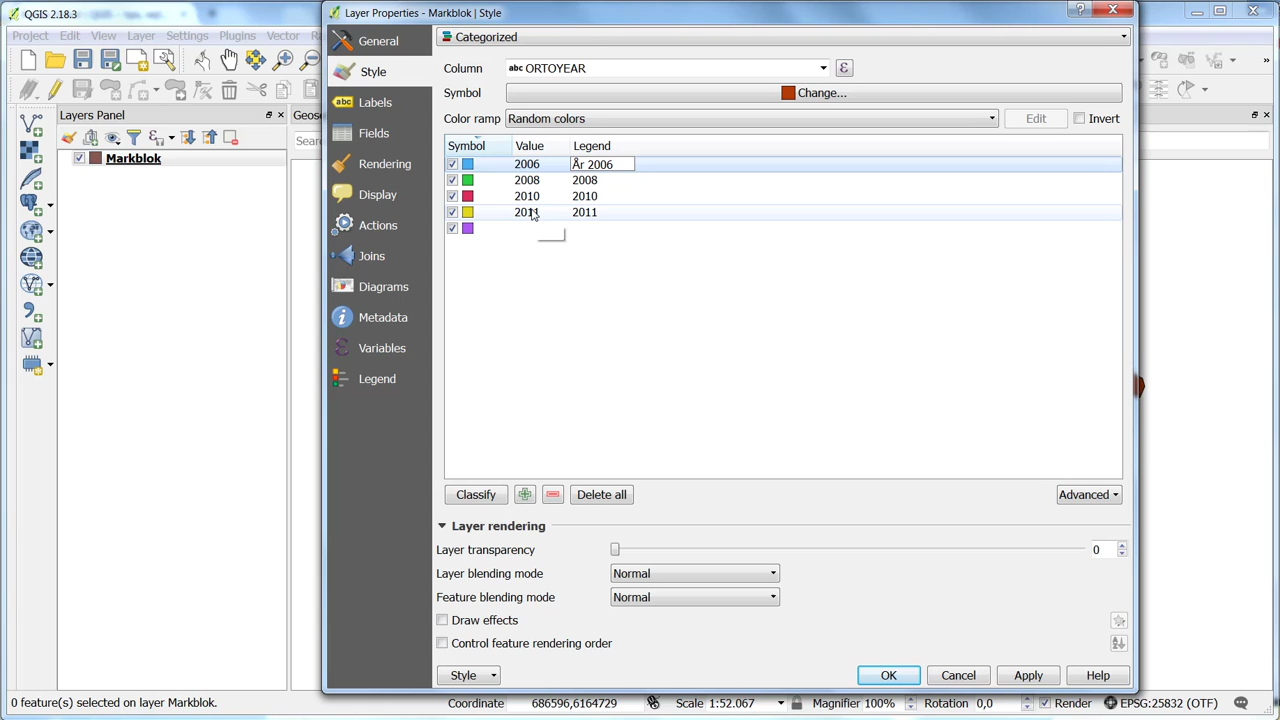 QGIS 2.18.3
Layer Properties - Markblok | Style
Project Edit View Layer Settings Plugins Vector
General
Style
Labels
Fields
Rendering
Display
Actions
Joins
Diagrams
Metadata
Variables
Legend
Layers Panel
Markblok
Categorized
Column abc ORTOYEAR ε
Symbol Change...
Color ramp Random colors Edit Invert
Symbol Value Legend
2006 År 2006
2008 2008
2010 2010
2011 2011
Classify Delete all Advanced
Layer rendering
Layer transparency 0
Layer blending mode Normal
Feature blending mode Normal
Draw effects
Control feature rendering order
Style OK Cancel Apply Help
0 feature(s) selected on layer Markblok. Coordinate 686596,6164729 Scale 1:52.067 Magnifier 100% Rotation 0,0 Render EPSG:25832 (OTF)